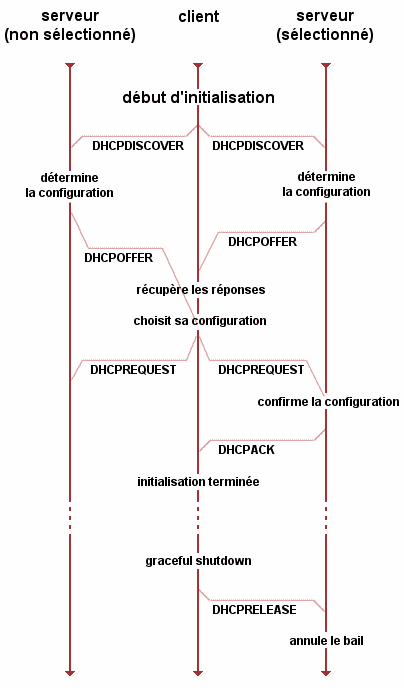 serveur
(non sélectionné)
client
serveur
(sélectionné)
début d'initialisation
DHCPDISCOVER
DHCPDISCOVER
détermine
la configuration
détermine
la configuration
DHCPOFFER
DHCPOFFER
récupère les réponses
choisit sa configuration
DHCPREQUEST
DHCPREQUEST
confirme la configuration
DHCPACK
initialisation terminée
graceful shutdown
DHCPRELEASE
annule le bail